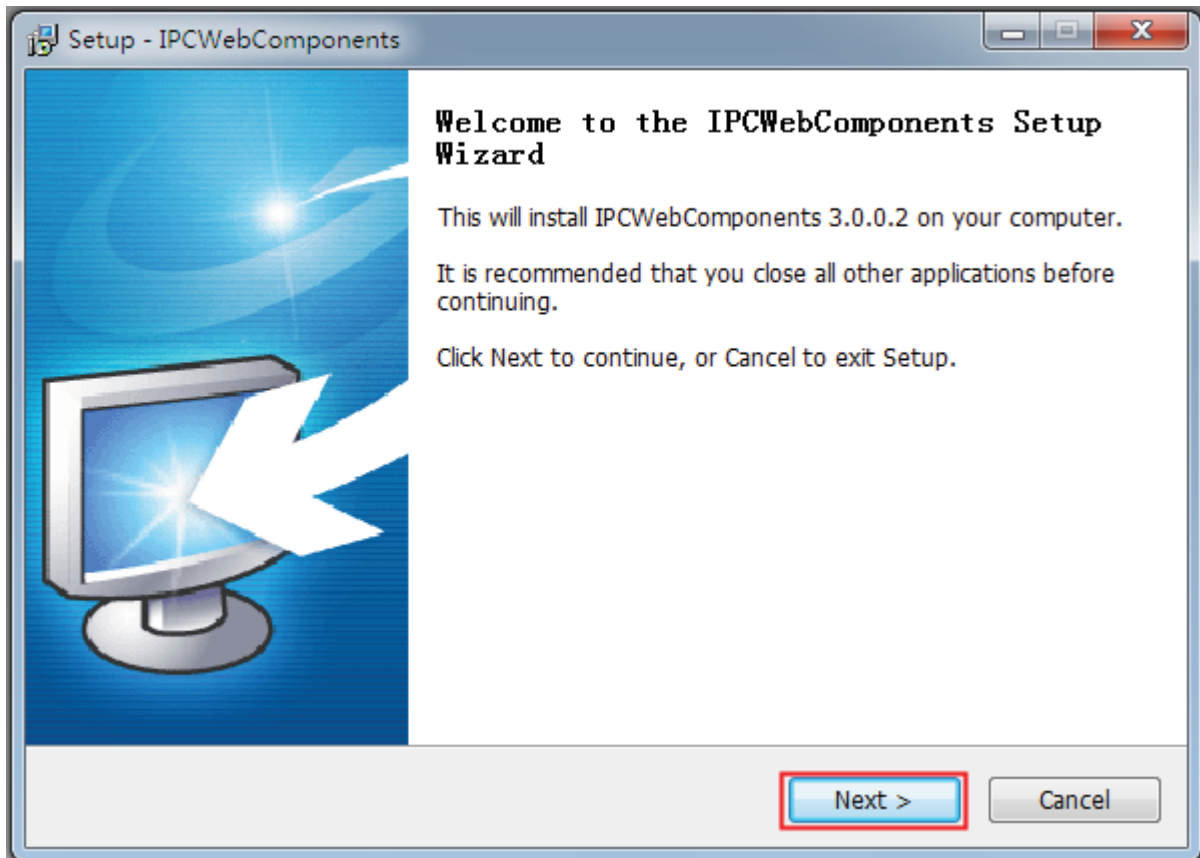 Setup - IPCWebComponents
Welcome to the IPCWebComponents Setup
Wizard
This will install IPCWebComponents 3.0.0.2 on your computer.
It is recommended that you close all other applications before
continuing.
Click Next to continue, or Cancel to exit Setup.
Next >
Cancel